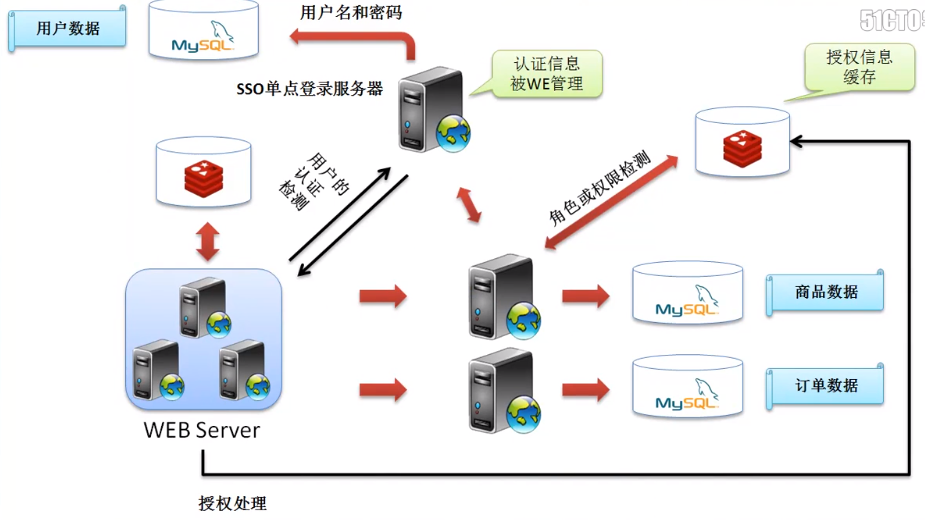 用户数据
MySQL
用户名和密码
51CTO
SSO单点登录服务器
认证信息
被WE管理
授权信息
缓存
用户的
认证
检测
角色或权限检测
MySQL
商品数据
MySQL
订单数据
WEB Server
授权处理